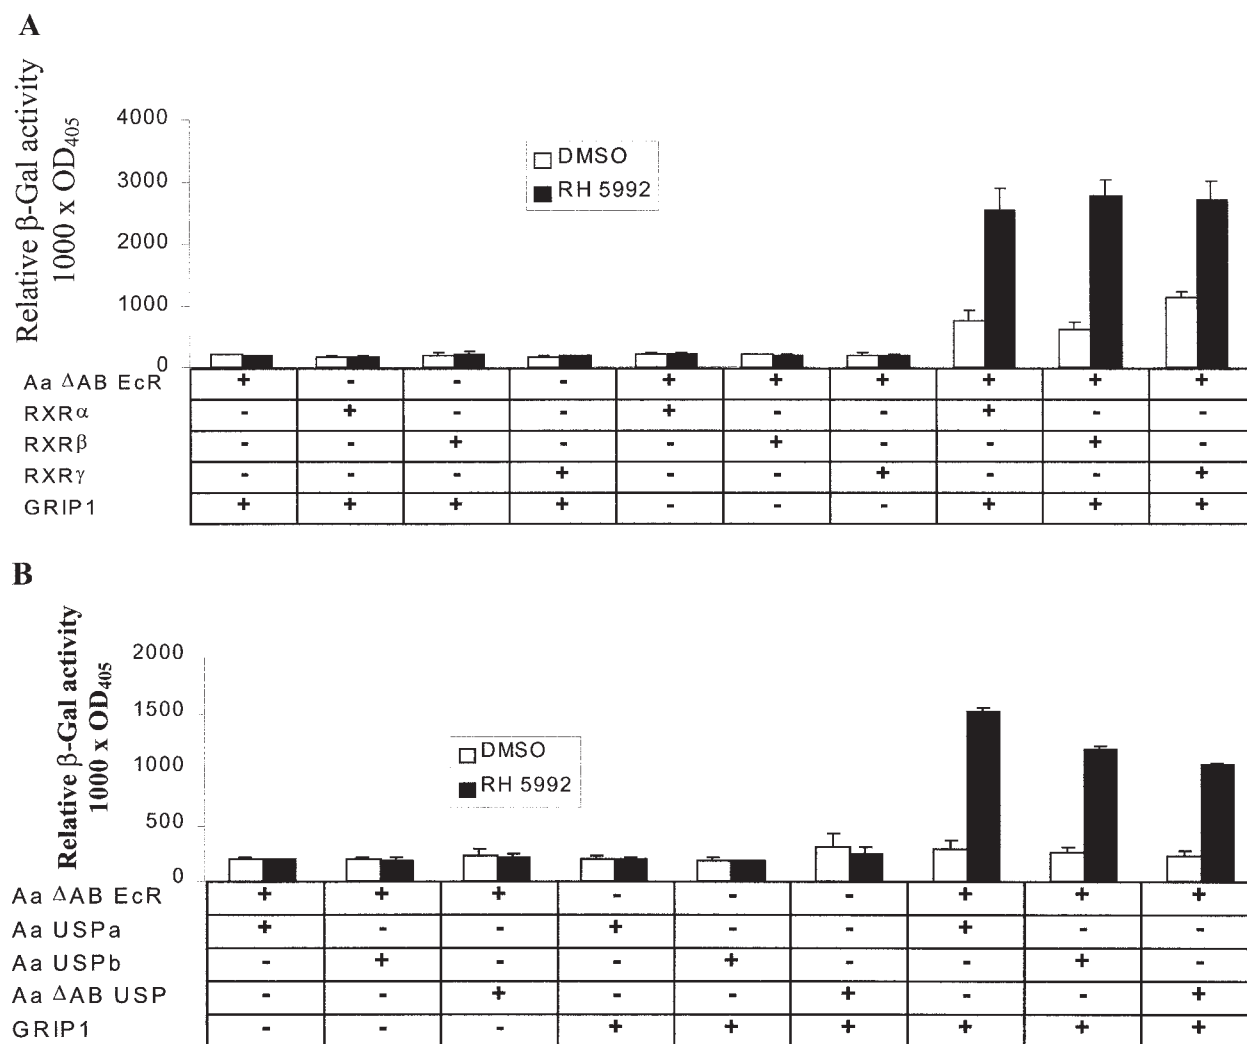 A
Relative β-Gal activity
1000 x OD405
4000
3000
2000
1000
0
DMSO
RH 5992
Aa ΔAB EcR + - - - + + + + + +
RXRα - + - - + - - + - -
RXRβ - - + - - + - - + -
RXRγ - - - + - - + - - +
GRIP1 + + + + - - - + + +
B
Relative β-Gal activity
1000 x OD405
2000
1500
1000
500
0
DMSO
RH 5992
Aa ΔAB EcR + + + - - - + + +
Aa USPa + - - + - - + - -
Aa USPb - + - - + - - + -
Aa ΔAB USP - - + - - + - - +
GRIP1 - - - + + + + + +